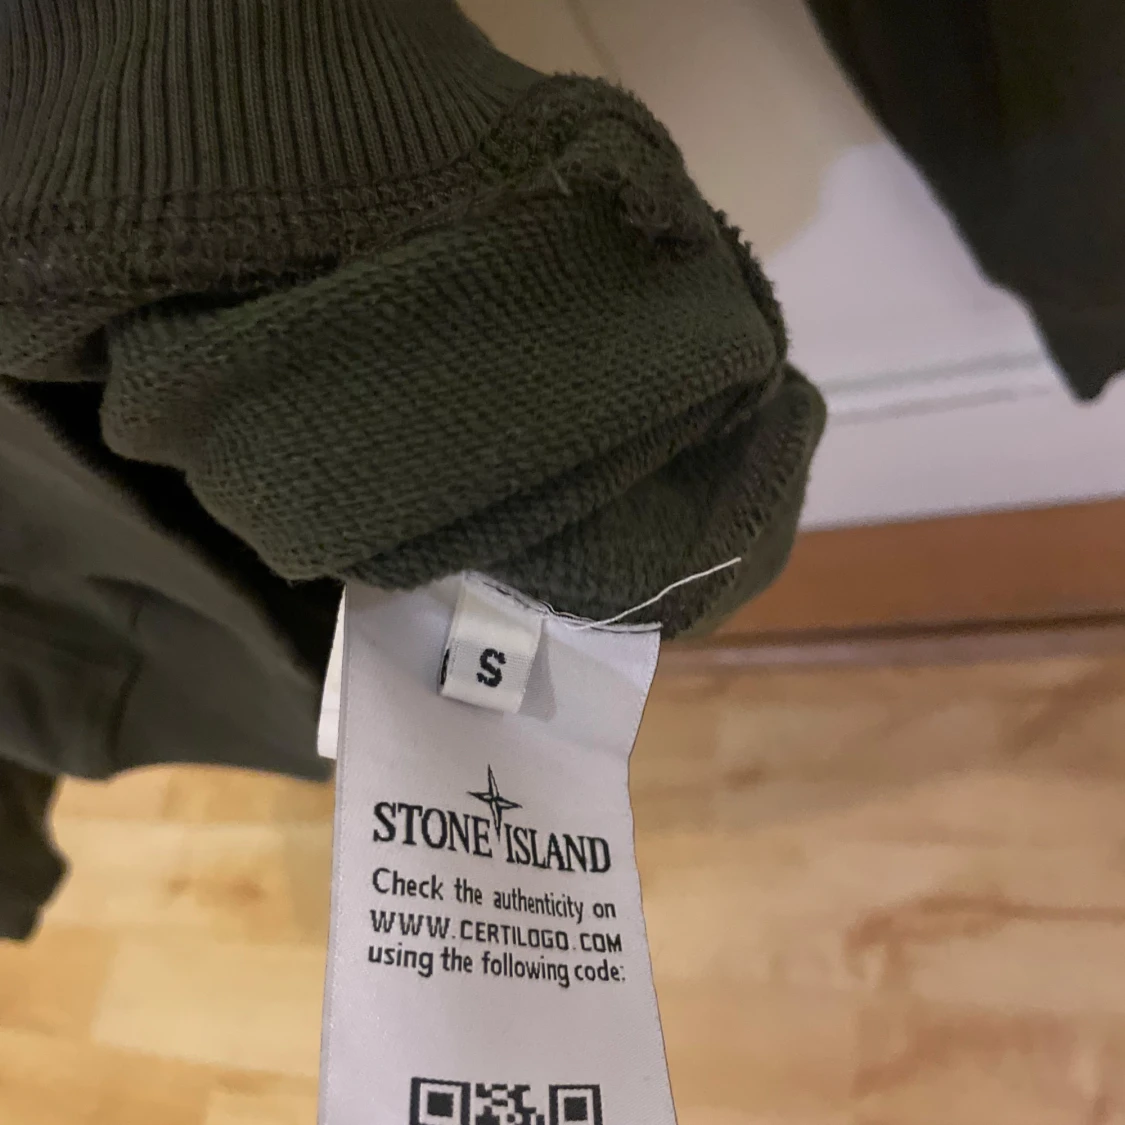 S
STONE ISLAND
Check the authenticity on
WWW.CERTILOGO.COM
using the following code: